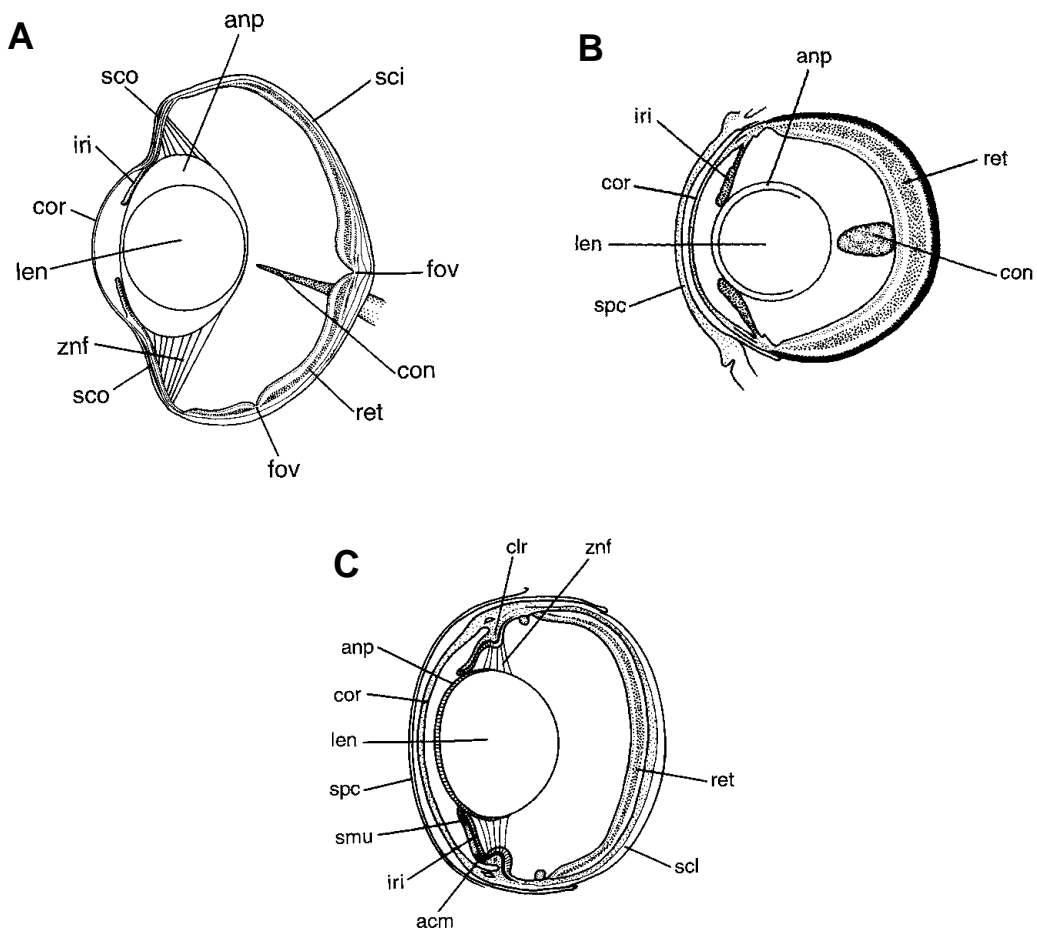 A
anp
sco
sci
iri
cor
len
fov
znf
sco
con
ret
fov
B
anp
iri
ret
cor
len
con
spc
C
clr
znf
anp
cor
len
ret
spc
smu
scl
iri
acm